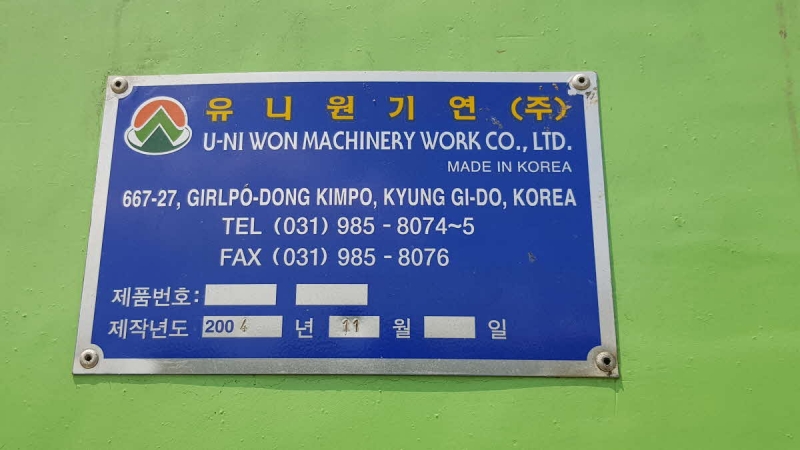 유니원기연(주)
U-NI WON MACHINERY WORK CO., LTD.
MADE IN KOREA
667-27, GIRLPO-DONG KIMPO, KYUNG GI-DO, KOREA
TEL (031) 985 - 8074~5
FAX (031) 985 - 8076
제품번호:
제작년도 2004 년 11 월 일